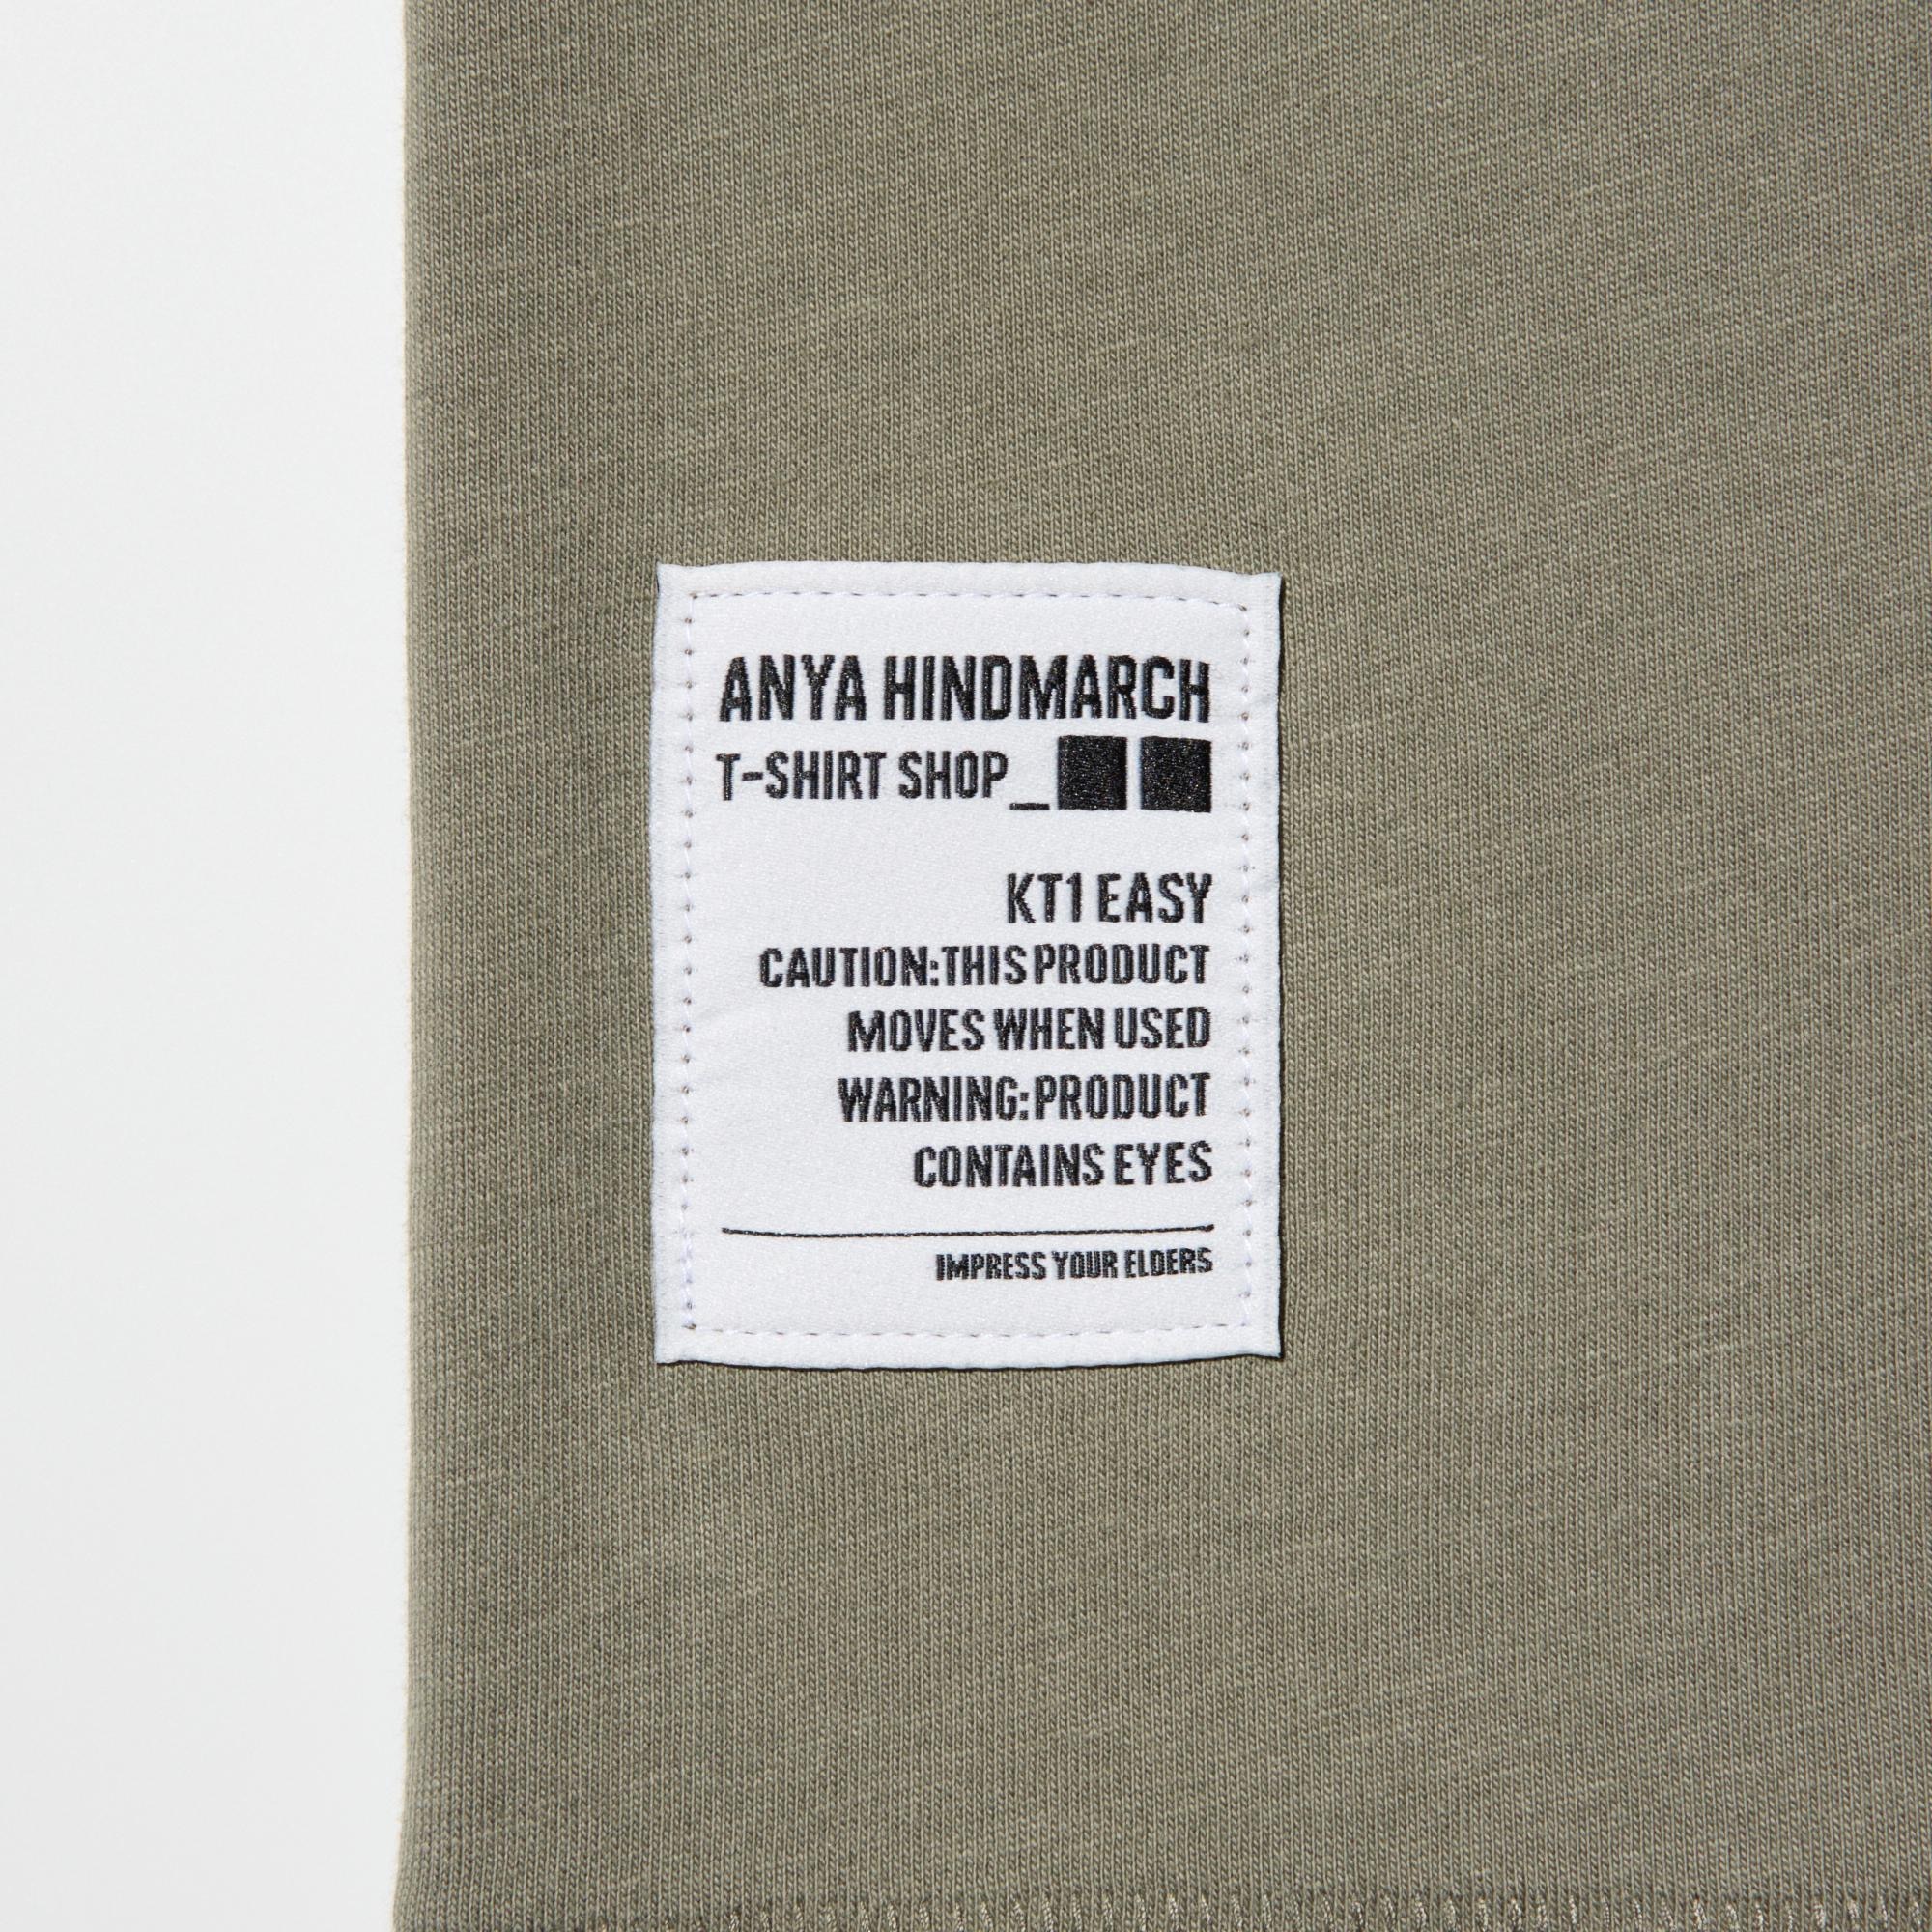 ANYA HINDMARCH
T-SHIRT SHOP_
KT1 EASY
CAUTION:THIS PRODUCT
MOVES WHEN USED
WARNING:PRODUCT
CONTAINS EYES
IMPRESS YOUR ELDERS